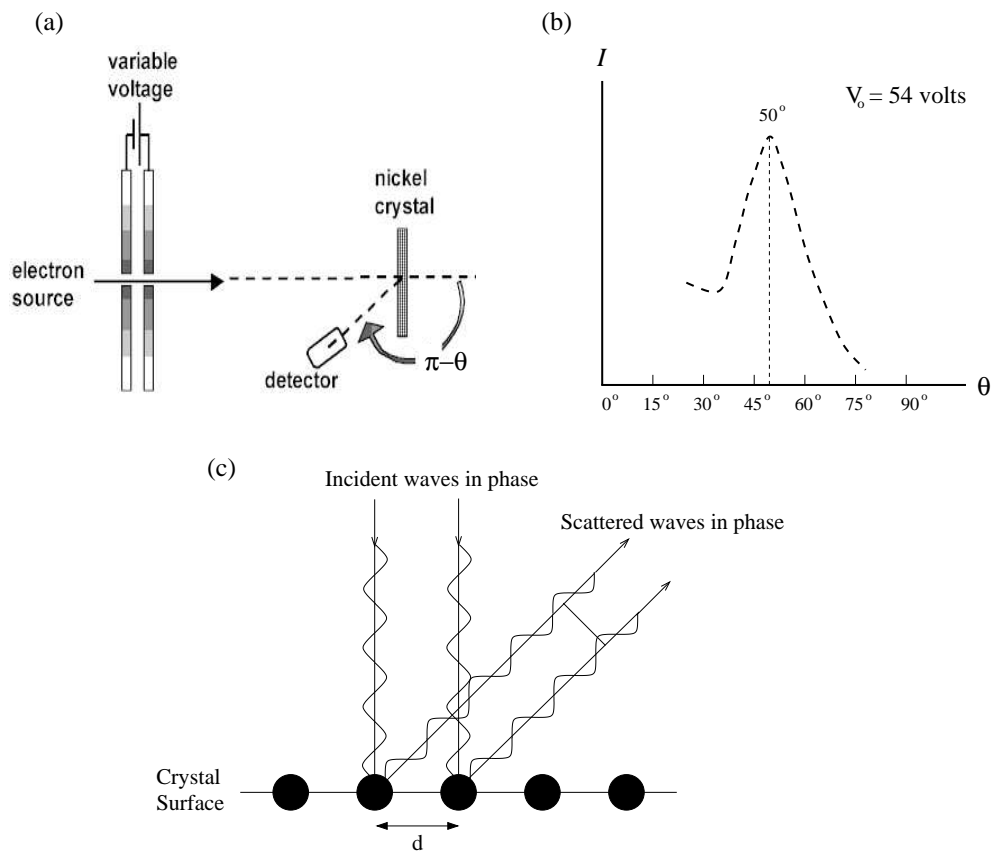 (a)
variable
voltage
nickel
crystal
electron
source
detector
π−θ
(b)
I
V₀ = 54 volts
50°
0° 15° 30° 45° 60° 75° 90°
θ
(c)
Incident waves in phase
Scattered waves in phase
Crystal
Surface
d